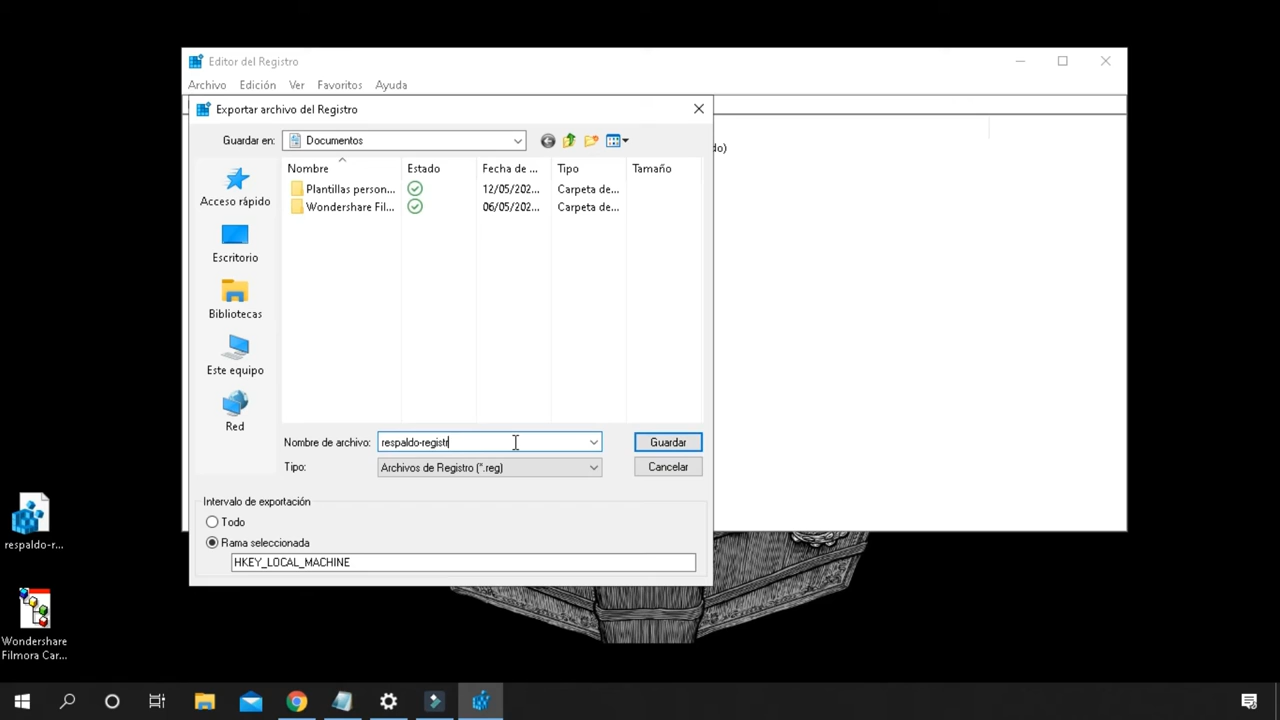 Editor del Registro
Archivo Edición Ver Favoritos Ayuda
Exportar archivo del Registro
Guardar en: Documentos
do)
Nombre Estado Fecha de ... Tipo Tamaño
Plantillas person... 12/05/202... Carpeta de...
Wondershare Fil... 06/05/202... Carpeta de...
Acceso rápido
Escritorio
Bibliotecas
Este equipo
Red
Nombre de archivo: respaldo-registr Guardar
Tipo: Archivos de Registro (*.reg) Cancelar
Intervalo de exportación
Todo
Rama seleccionada
HKEY_LOCAL_MACHINE
respaldo-r...
Wondershare
Filmora Car...